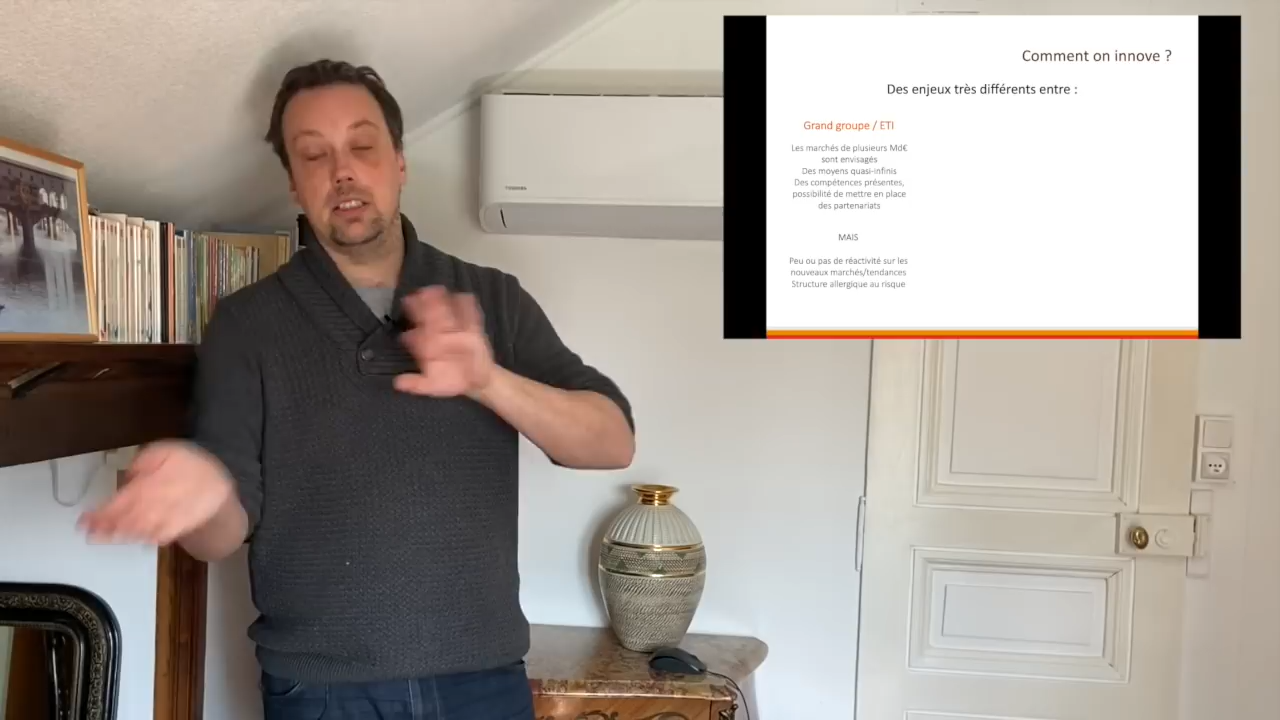 Comment on innove ?
Des enjeux très différents entre :
Grand groupe / ETI
Les marchés de plusieurs Md€
sont envisagés
Des moyens quasi-infinis
Des compétences présentes,
possibilité de mettre en place
des partenariats
MAIS
Peu ou pas de réactivité sur les
nouveaux marchés/tendances
Structure allergique au risque
TOSHIBA